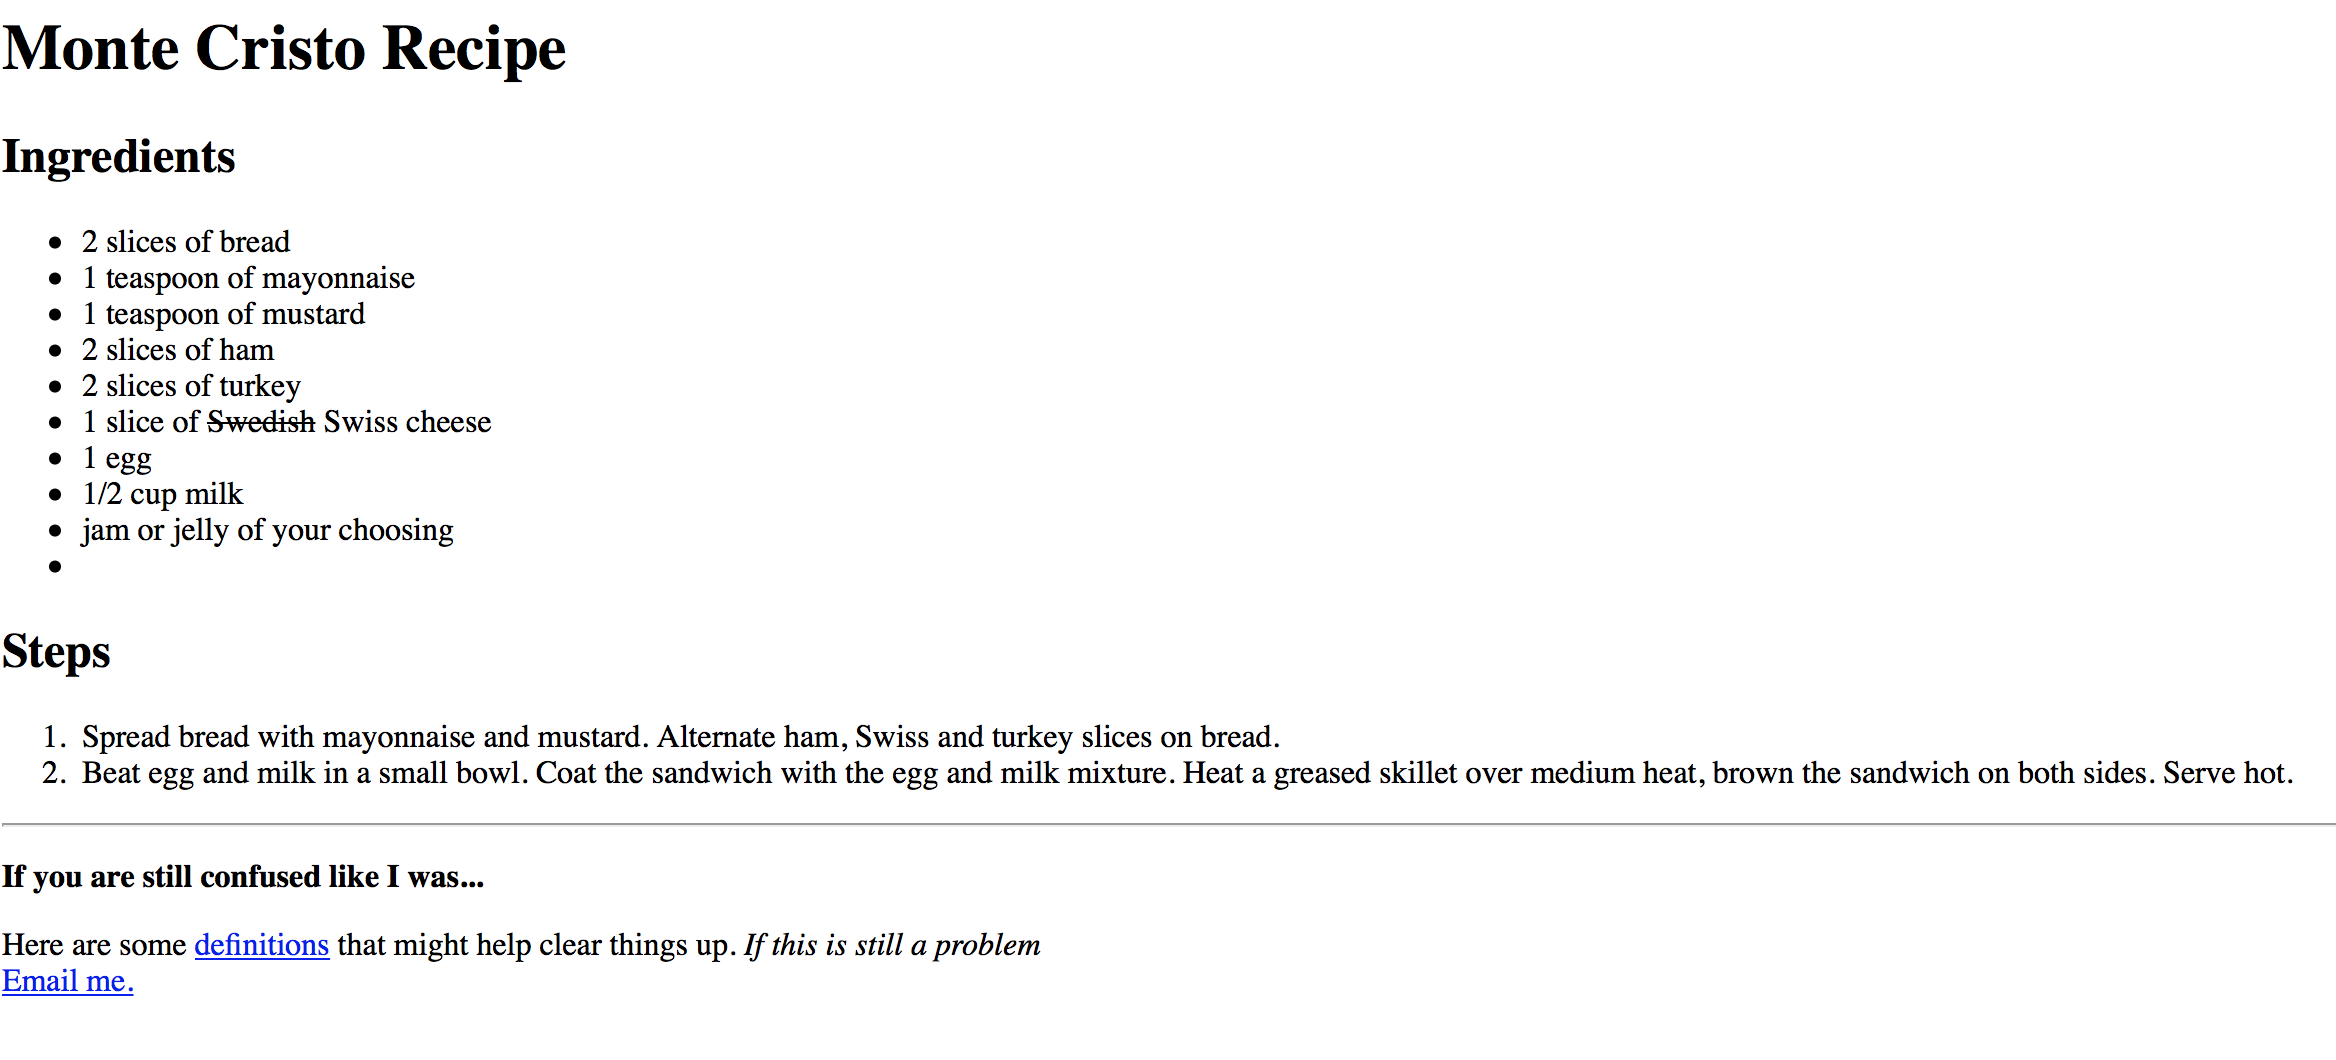 Monte Cristo Recipe
Ingredients
• 2 slices of bread
• 1 teaspoon of mayonnaise
• 1 teaspoon of mustard
• 2 slices of ham
• 2 slices of turkey
• 1 slice of ~~Swedish~~ Swiss cheese
• 1 egg
• 1/2 cup milk
• jam or jelly of your choosing
•
Steps
1. Spread bread with mayonnaise and mustard. Alternate ham, Swiss and turkey slices on bread.
2. Beat egg and milk in a small bowl. Coat the sandwich with the egg and milk mixture. Heat a greased skillet over medium heat, brown the sandwich on both sides. Serve hot.
If you are still confused like I was...
Here are some definitions that might help clear things up. If this is still a problem
Email me.